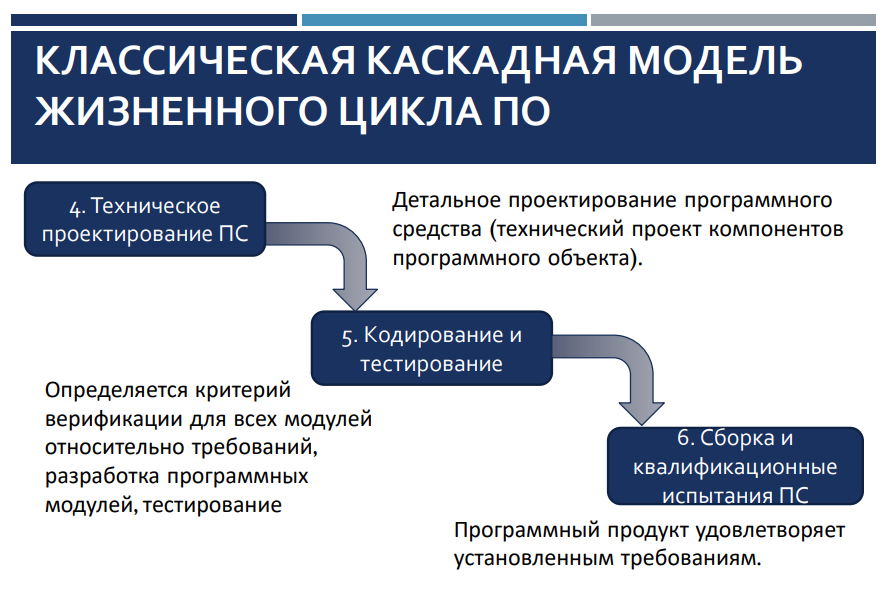 КЛАССИЧЕСКАЯ КАСКАДНАЯ МОДЕЛЬ
ЖИЗНЕННОГО ЦИКЛА ПО
4. Техническое
проектирование ПС
Детальное проектирование программного
средства (технический проект компонентов
программного объекта).
5. Кодирование и
тестирование
Определяется критерий
верификации для всех модулей
относительно требований,
разработка программных
модулей, тестирование
6. Сборка и
квалификационные
испытания ПС
Программный продукт удовлетворяет
установленным требованиям.